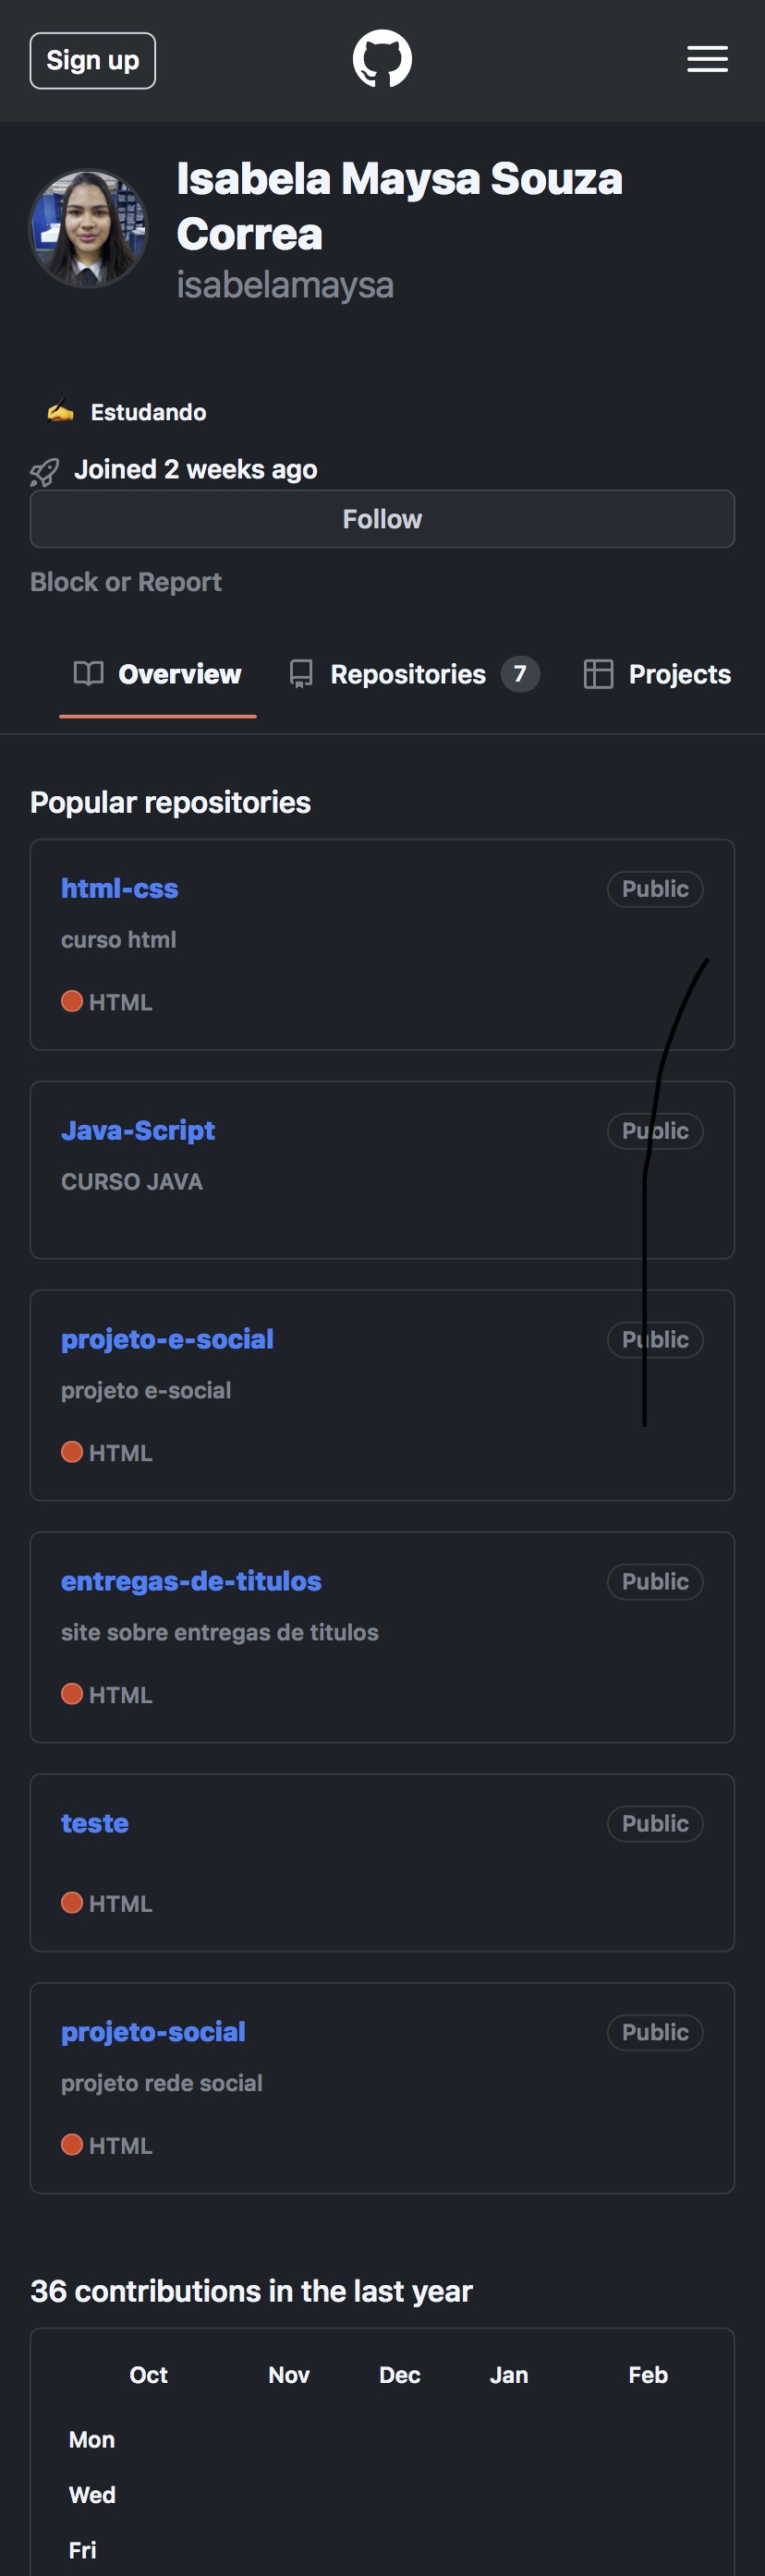 Sign up
Isabela Maysa Souza
Correa
isabelamaysa
✍️ Estudando
Joined 2 weeks ago
Follow
Block or Report
Overview Repositories 7 Projects
Popular repositories
html-css Public
curso html
HTML
Java-Script Public
CURSO JAVA
projeto-e-social Public
projeto e-social
HTML
entregas-de-titulos Public
site sobre entregas de titulos
HTML
teste Public
HTML
projeto-social Public
projeto rede social
HTML
36 contributions in the last year
Oct Nov Dec Jan Feb
Mon
Wed
Fri